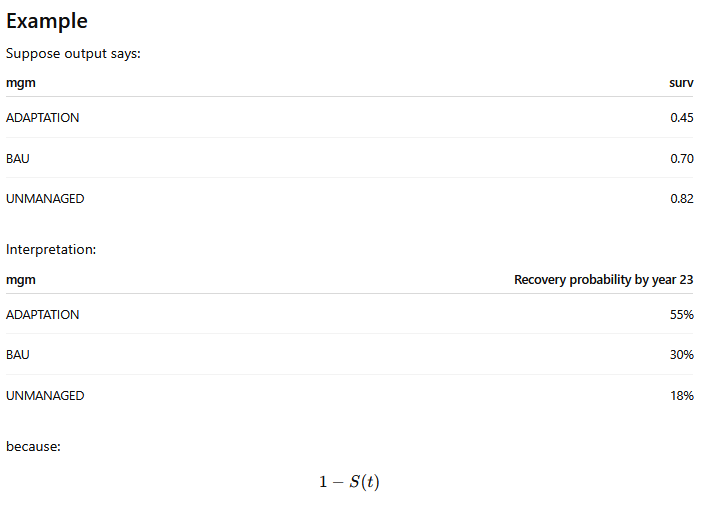 Example
Suppose output says:
mgm surv
ADAPTATION 0.45
BAU 0.70
UNMANAGED 0.82
Interpretation:
mgm Recovery probability by year 23
ADAPTATION 55%
BAU 30%
UNMANAGED 18%
because:
1 − S(t)